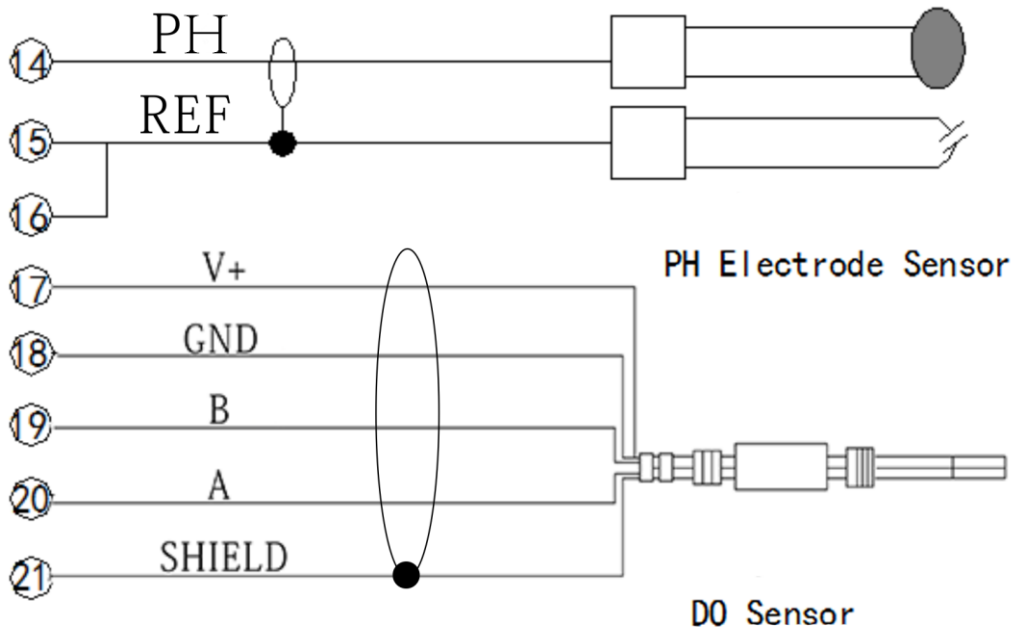 14 PH
15 REF
16
PH Electrode Sensor
17 V+
18 GND
19 B
20 A
21 SHIELD
DO Sensor